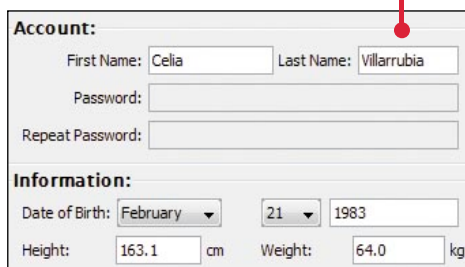 Account:
First Name: Celia Last Name: Villarrubia
Password:
Repeat Password:
Information:
Date of Birth: February 21 1983
Height: 163.1 cm Weight: 64.0 kg